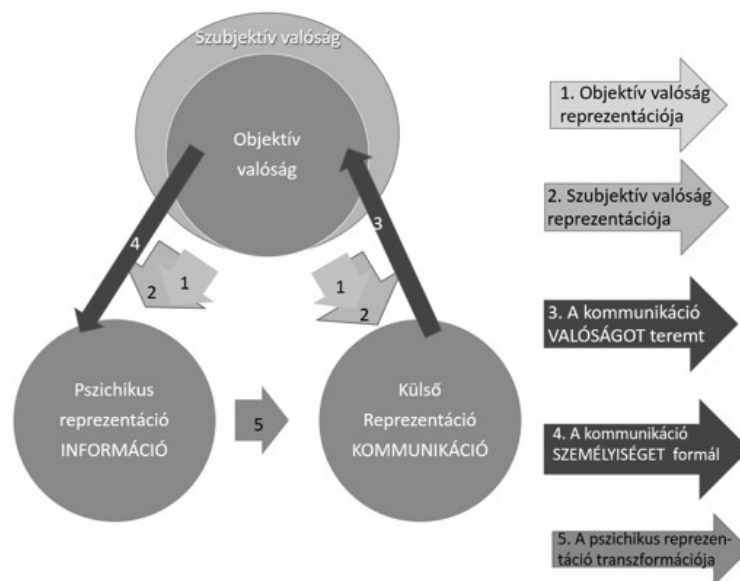 Szubjektív valóság
Objektív
valóság
4
3
2
1
1
2
Pszichikus
reprezentáció
INFORMÁCIÓ
5
Külső
Reprezentáció
KOMMUNIKÁCIÓ
1. Objektív valóság
reprezentációja
2. Szubjektív valóság
reprezentációja
3. A kommunikáció
VALÓSÁGOT teremt
4. A kommunikáció
SZEMÉLYISÉGET formál
5. A pszichikus reprezen-
táció transzformációja